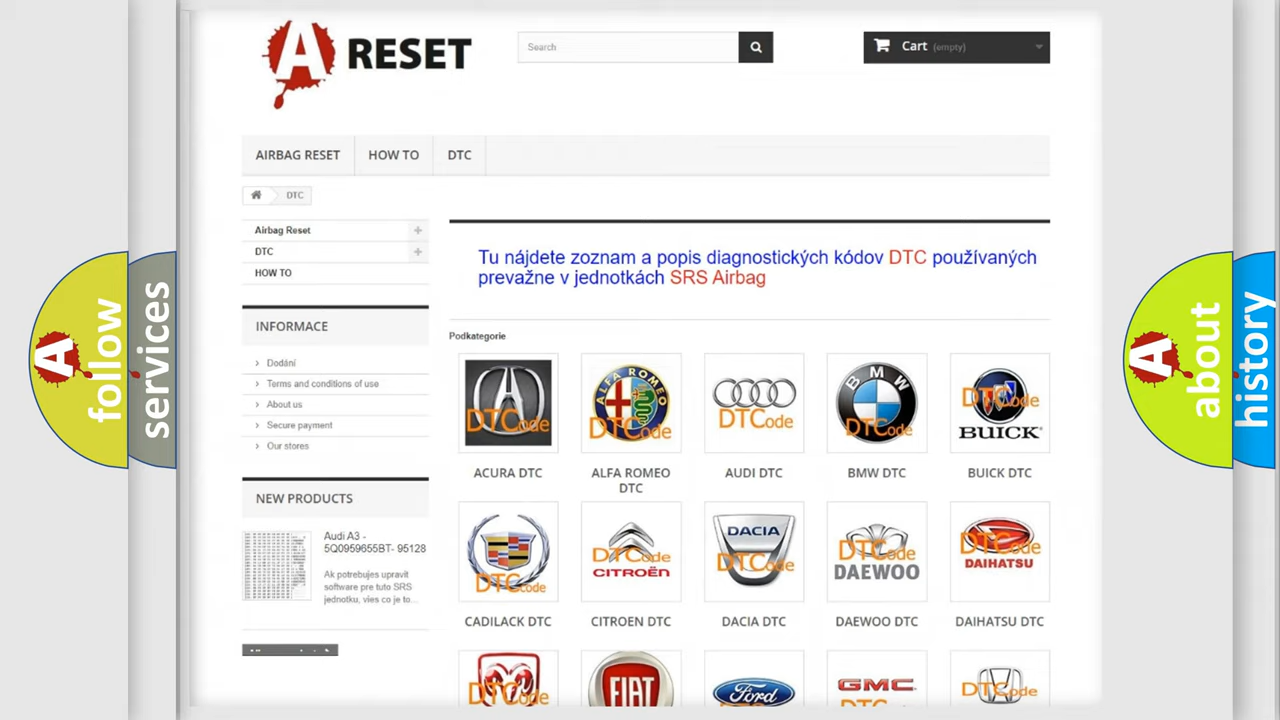 A RESET
Search
Cart (empty)
AIRBAG RESET
HOW TO
DTC
DTC
Airbag Reset
DTC
HOW TO
Tu nájdete zoznam a popis diagnostických kódov DTC používaných
prevažne v jednotkách SRS Airbag
INFORMACE
Dodání
Terms and conditions of use
About us
Secure payment
Our stores
NEW PRODUCTS
Audi A3 -
5Q0959655BT- 95128
Ak potrebujes upravit
software pre tuto SRS
jednotku, vies co je to...
Podkategorie
DTCode
ALFA ROMEO
DTCode
DTCode
BMW
DTCode
DTCode
BUICK
ACURA DTC
ALFA ROMEO
DTC
AUDI DTC
BMW DTC
BUICK DTC
DTCode
DTCode
CITROËN
DACIA
DTCode
DTCode
DAEWOO
DTCode
DAIHATSU
CADILACK DTC
CITROEN DTC
DACIA DTC
DAEWOO DTC
DAIHATSU DTC
DTCode
FIAT
Ford
GMC
DTCode
A follow
services
A about
history